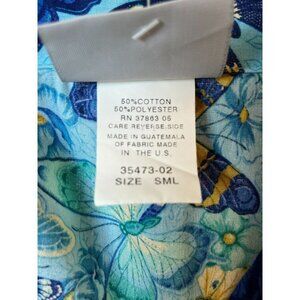 50%COTTON
50%POLYESTER
RN 37863 05
CARE REVERSE SIDE
MADE IN GUATEMALA
OF FABRIC MADE
IN THE U.S.
35473-02
SIZE SML